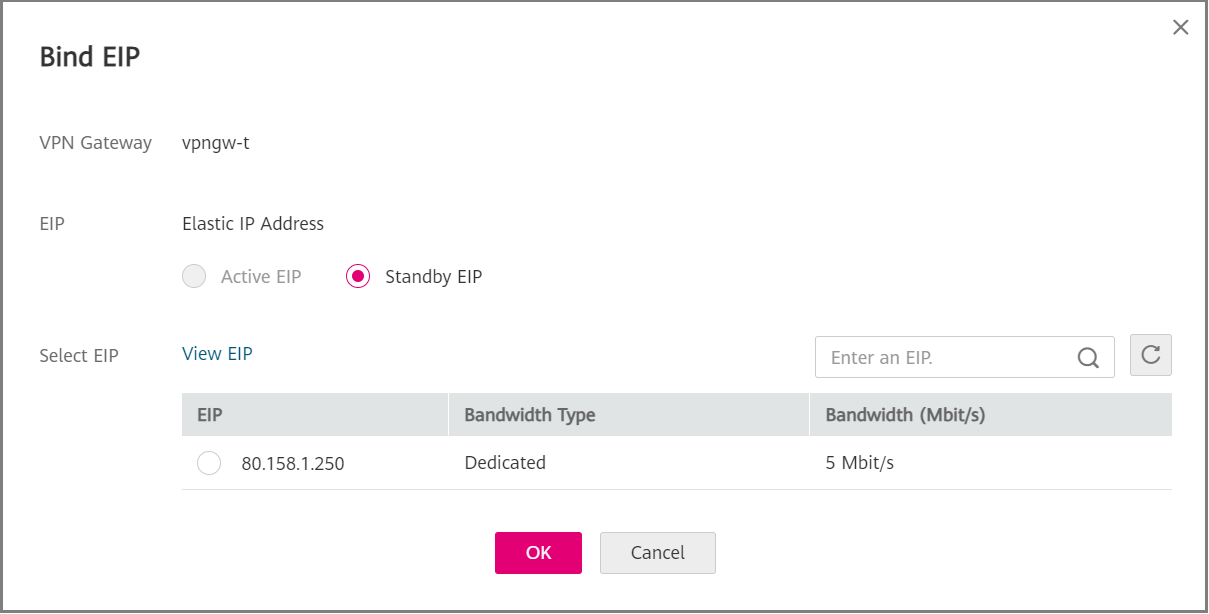 Bind EIP
VPN Gateway vpngw-t
EIP Elastic IP Address
Active EIP Standby EIP
Select EIP View EIP Enter an EIP.
EIP Bandwidth Type Bandwidth (Mbit/s)
80.158.1.250 Dedicated 5 Mbit/s
OK Cancel